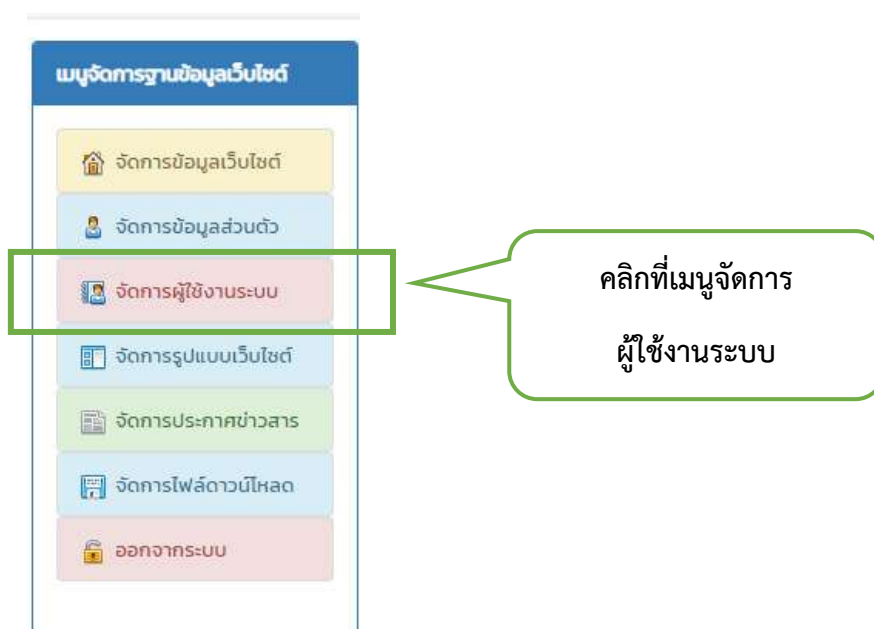 เมนูจัดการฐานข้อมูลเว็บไซต์
จัดการข้อมูลเว็บไซต์
จัดการข้อมูลส่วนตัว
จัดการผู้ใช้งานระบบ
จัดการรูปแบบเว็บไซต์
จัดการประกาศข่าวสาร
จัดการไฟล์ดาวน์โหลด
ออกจากระบบ
คลิกที่เมนูจัดการ
ผู้ใช้งานระบบ